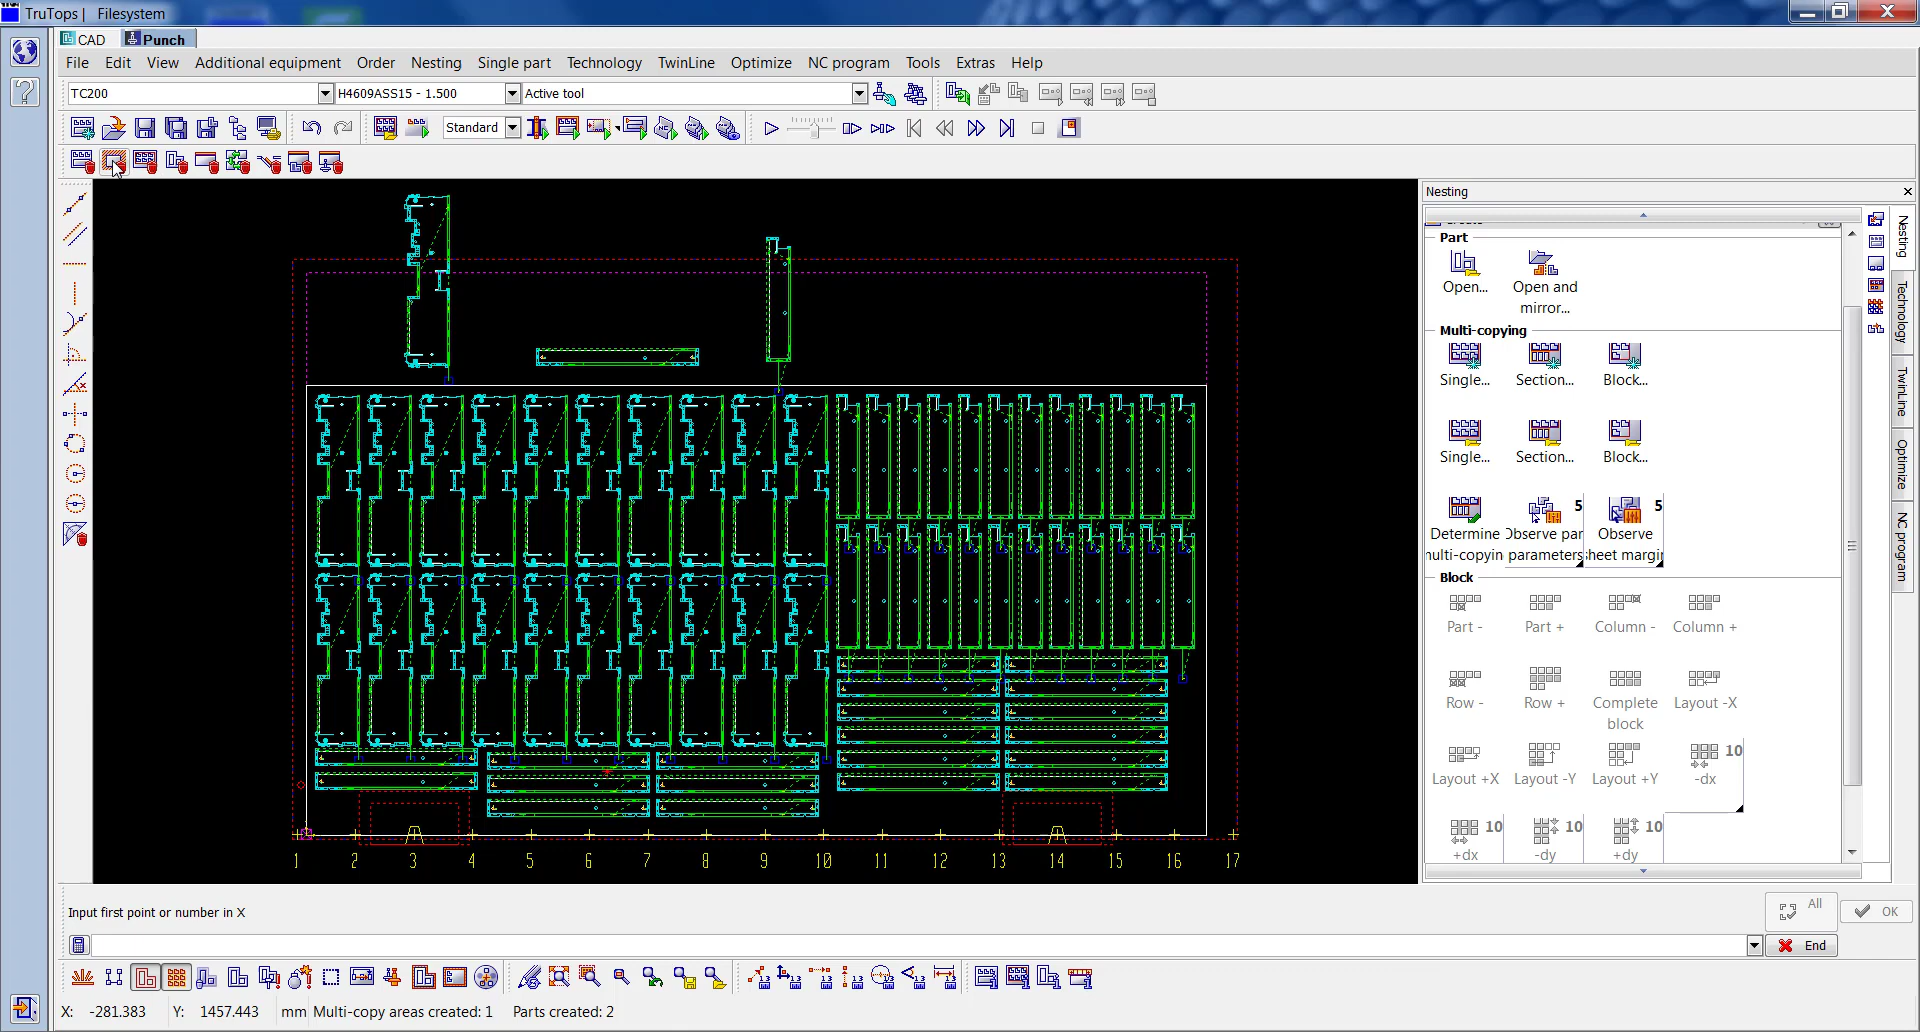 TruTops |   Filesystem
CAD
Punch
File Edit View Additional equipment Order Nesting Single part Technology TwinLine Optimize NC program Tools Extras Help
TC200
H4609ASS15 - 1.500
Active tool
Standard
Nesting
Part
Open...
Open and mirror...
Multi-copying
Single...
Section...
Block...
Single...
Section...
Block...
5
5
Determine
Observe
parameters
Block
Part -
Part +
Column -
Column +
Row -
Row +
Complete block
Layout -X
Layout +X
Layout -Y
Layout +Y
10
-dx
10
+dx
10
-dy
10
+dy
Nesting
Technology
TwinLine
Optimize
NC program
1 2 3 4 5 6 7 8 9 10 11 12 13 14 15 16 17
Input first point or number in X
All
OK
End
X: -281.383 Y: 1457.443 mm Multi-copy areas created: 1 Parts created: 2